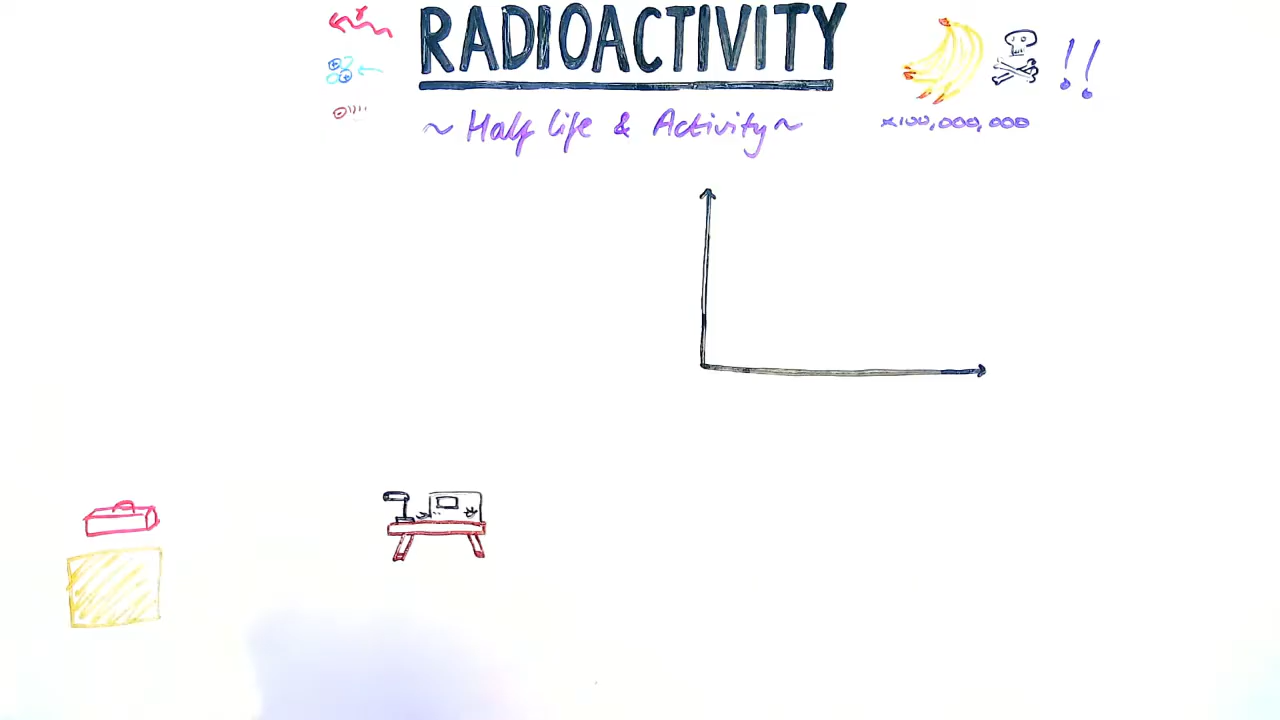 RADIOACTIVITY
~ Half life & Activity ~
!!
x100,000,000